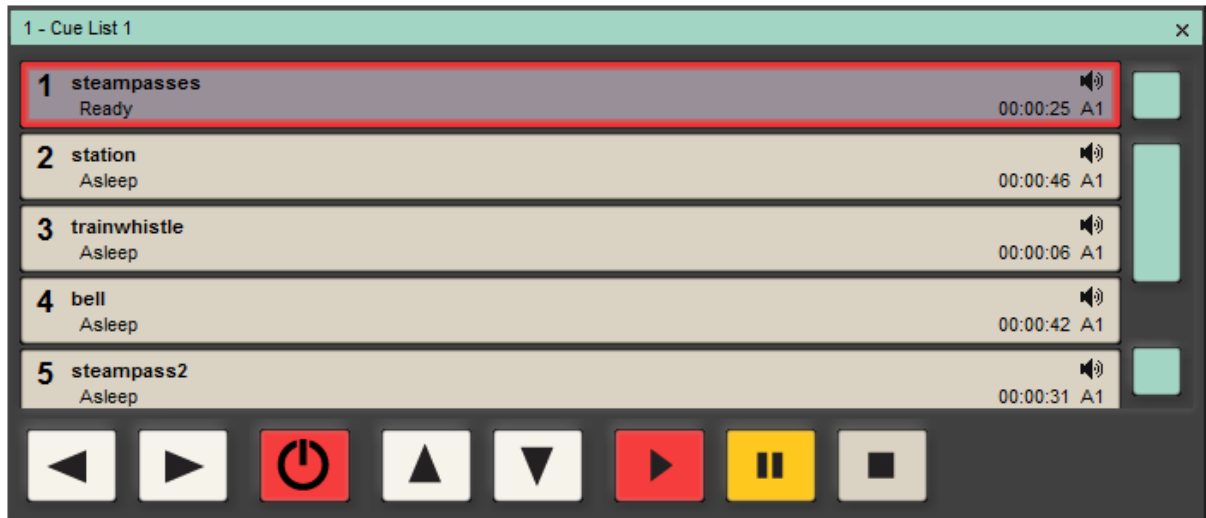 1 - Cue List 1
1 steampasses
Ready 00:00:25 A1
2 station
Asleep 00:00:46 A1
3 trainwhistle
Asleep 00:00:06 A1
4 bell
Asleep 00:00:42 A1
5 steampass2
Asleep 00:00:31 A1